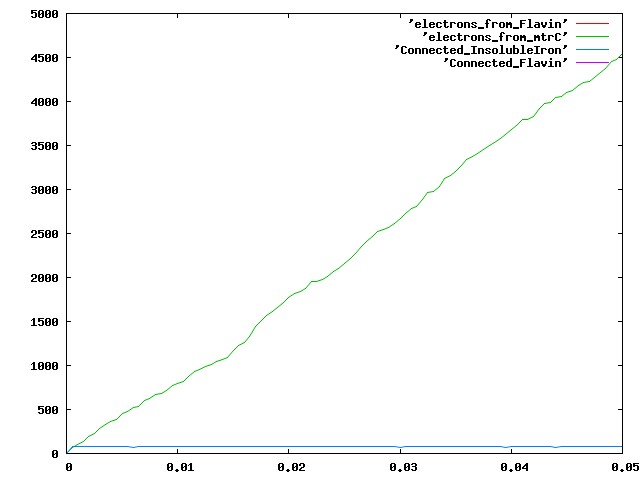 5000
4500
4000
3500
3000
2500
2000
1500
1000
500
0
'electrons_from_Flavin'
'electrons_from_mtrC'
'Connected_InsolubleIron'
'Connected_Flavin'
0 0.01 0.02 0.03 0.04 0.05